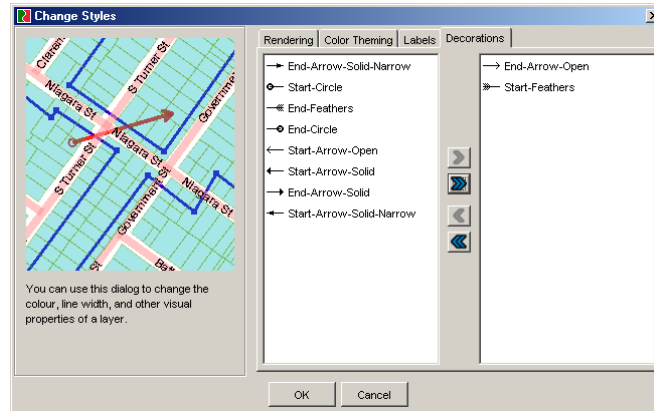 Change Styles
Rendering Color Theming Labels Decorations
End-Arrow-Solid-Narrow
Start-Circle
End-Feathers
End-Circle
Start-Arrow-Open
Start-Arrow-Solid
End-Arrow-Solid
Start-Arrow-Solid-Narrow
End-Arrow-Open
Start-Feathers
S Turner St
Niagara St
Government
Niagara St
Niagara St
S Turner St
Government St
St
You can use this dialog to change the
colour, line width, and other visual
properties of a layer.
OK Cancel